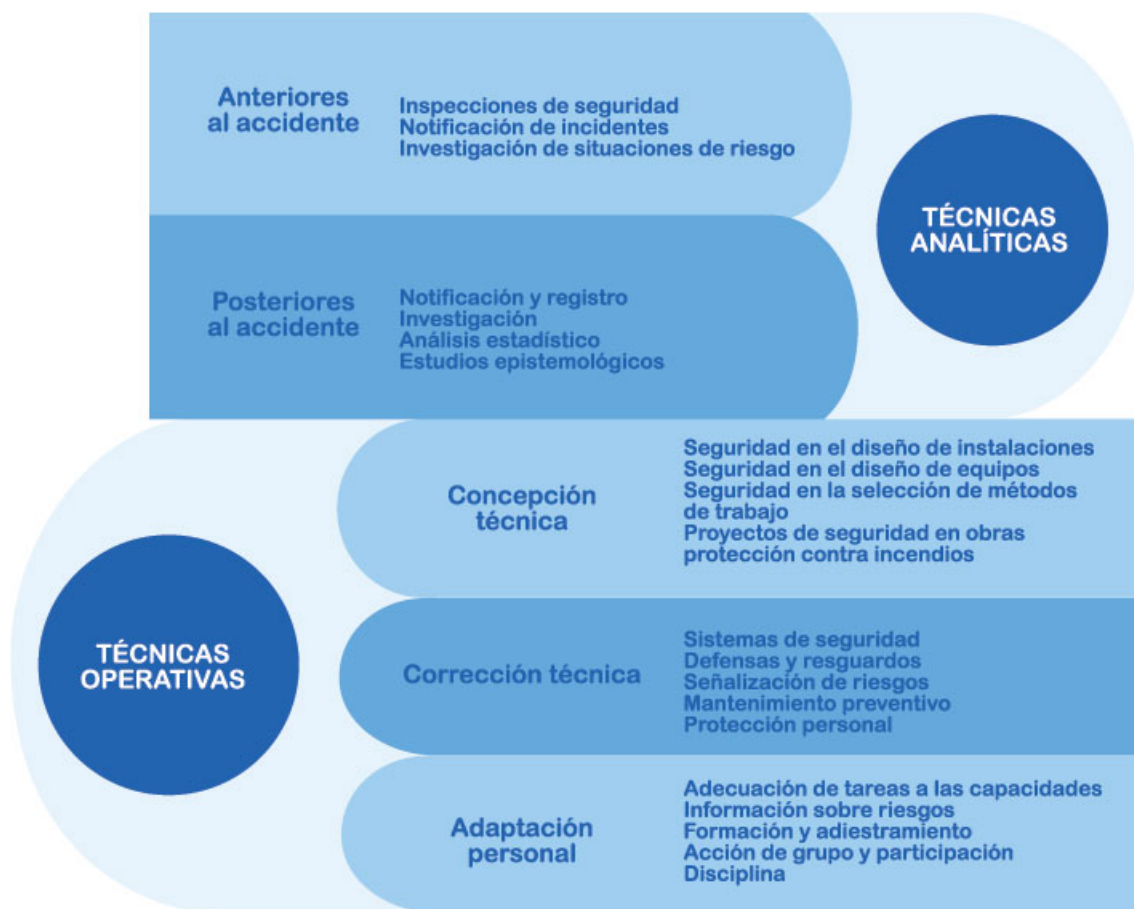 Anteriores
al accidente
Inspecciones de seguridad
Notificación de incidentes
Investigación de situaciones de riesgo
TÉCNICAS
ANALÍTICAS
Posteriores
al accidente
Notificación y registro
Investigación
Análisis estadístico
Estudios epistemológicos
TÉCNICAS
OPERATIVAS
Concepción
técnica
Seguridad en el diseño de instalaciones
Seguridad en el diseño de equipos
Seguridad en la selección de métodos
de trabajo
Proyectos de seguridad en obras
protección contra incendios
Corrección técnica
Sistemas de seguridad
Defensas y resguardos
Señalización de riesgos
Mantenimiento preventivo
Protección personal
Adaptación
personal
Adecuación de tareas a las capacidades
Información sobre riesgos
Formación y adiestramiento
Acción de grupo y participación
Disciplina